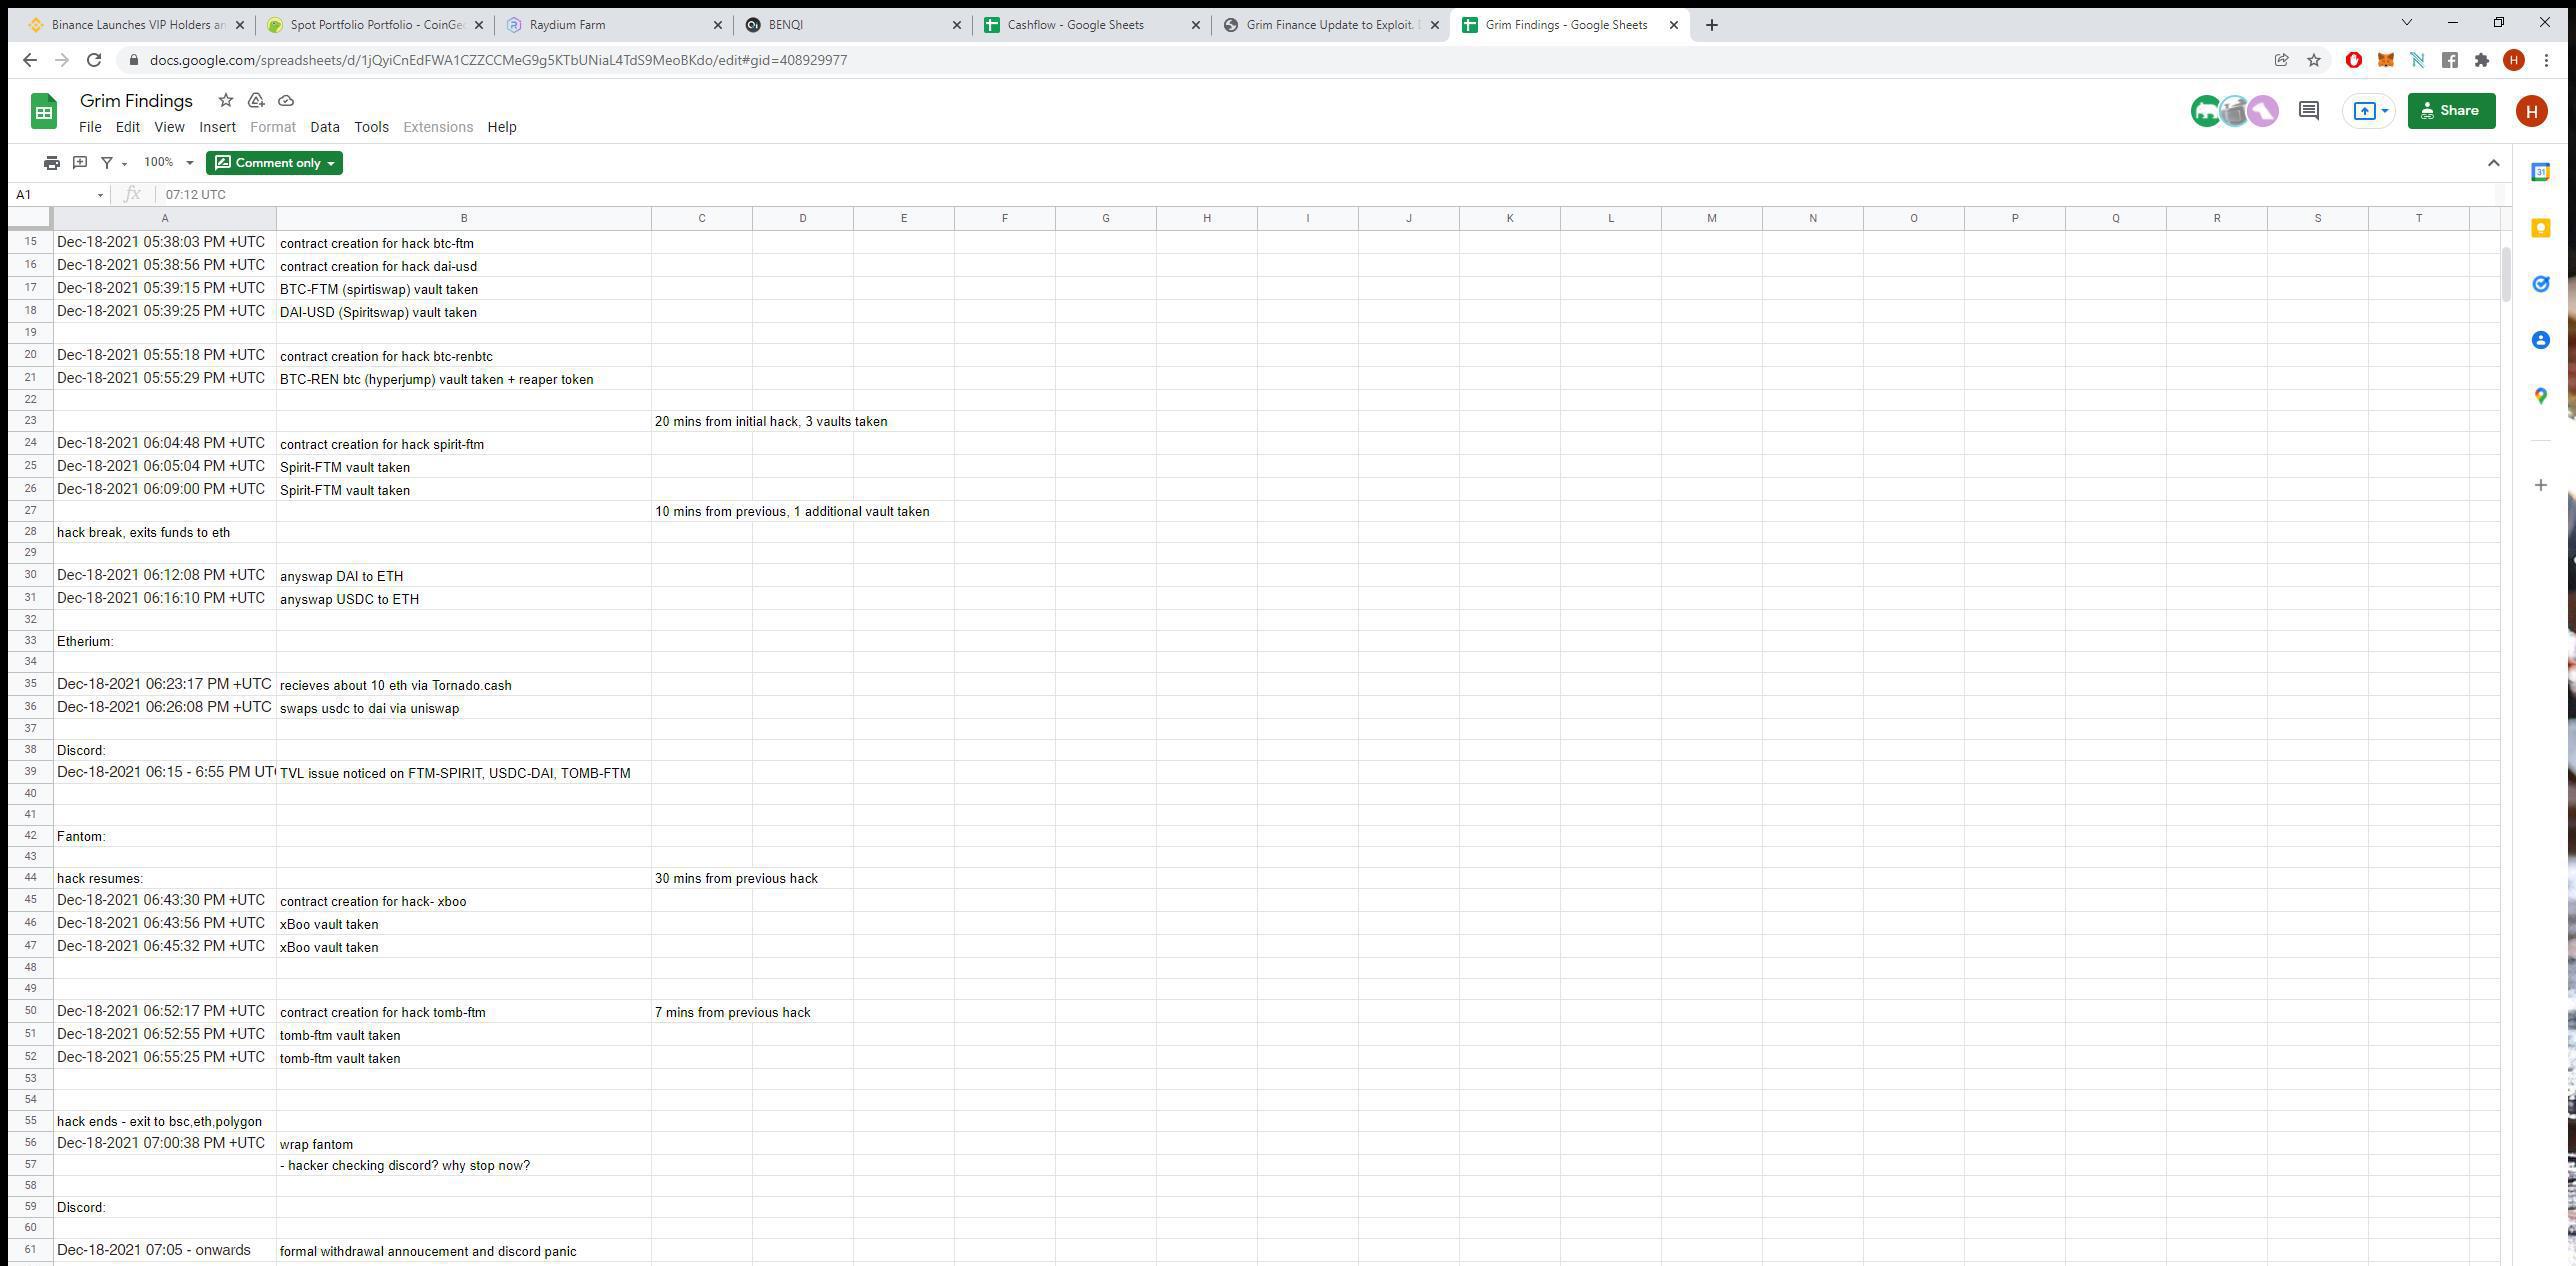 Binance Launches VIP Holders an
Spot Portfolio Portfolio - CoinGec
Raydium Farm
BENQI
Cashflow - Google Sheets
Grim Finance Update to Exploit.
Grim Findings - Google Sheets
docs.google.com/spreadsheets/d/1jQyiCnEdFWA1CZZCCMeG9g5KTbUNiaL4TdS9MeoBKdo/edit#gid=408929977
H
Grim Findings
Share
H
File Edit View Insert Format Data Tools Extensions Help
100% Comment only
31
A1 fx 07:12 UTC
A B C D E F G H I J K L M N O P Q R S T
15 Dec-18-2021 05:38:03 PM +UTC contract creation for hack btc-ftm
16 Dec-18-2021 05:38:56 PM +UTC contract creation for hack dai-usd
17 Dec-18-2021 05:39:15 PM +UTC BTC-FTM (spirtiswap) vault taken
18 Dec-18-2021 05:39:25 PM +UTC DAI-USD (Spiritswap) vault taken
19
20 Dec-18-2021 05:55:18 PM +UTC contract creation for hack btc-renbtc
21 Dec-18-2021 05:55:29 PM +UTC BTC-REN btc (hyperjump) vault taken + reaper token
22
23 20 mins from initial hack, 3 vaults taken
24 Dec-18-2021 06:04:48 PM +UTC contract creation for hack spirit-ftm
25 Dec-18-2021 06:05:04 PM +UTC Spirit-FTM vault taken
26 Dec-18-2021 06:09:00 PM +UTC Spirit-FTM vault taken
27 10 mins from previous, 1 additional vault taken
28 hack break, exits funds to eth
29
30 Dec-18-2021 06:12:08 PM +UTC anyswap DAI to ETH
31 Dec-18-2021 06:16:10 PM +UTC anyswap USDC to ETH
32
33 Etherium:
34
35 Dec-18-2021 06:23:17 PM +UTC recieves about 10 eth via Tornado.cash
36 Dec-18-2021 06:26:08 PM +UTC swaps usdc to dai via uniswap
37
38 Discord:
39 Dec-18-2021 06:15 - 6:55 PM UTC TVL issue noticed on FTM-SPIRIT, USDC-DAI, TOMB-FTM
40
41
42 Fantom:
43
44 hack resumes: 30 mins from previous hack
45 Dec-18-2021 06:43:30 PM +UTC contract creation for hack- xboo
46 Dec-18-2021 06:43:56 PM +UTC xBoo vault taken
47 Dec-18-2021 06:45:32 PM +UTC xBoo vault taken
48
49
50 Dec-18-2021 06:52:17 PM +UTC contract creation for hack tomb-ftm 7 mins from previous hack
51 Dec-18-2021 06:52:55 PM +UTC tomb-ftm vault taken
52 Dec-18-2021 06:55:25 PM +UTC tomb-ftm vault taken
53
54
55 hack ends - exit to bsc,eth,polygon
56 Dec-18-2021 07:00:38 PM +UTC wrap fantom
57 - hacker checking discord? why stop now?
58
59 Discord:
60
61 Dec-18-2021 07:05 - onwards formal withdrawal annoucement and discord panic